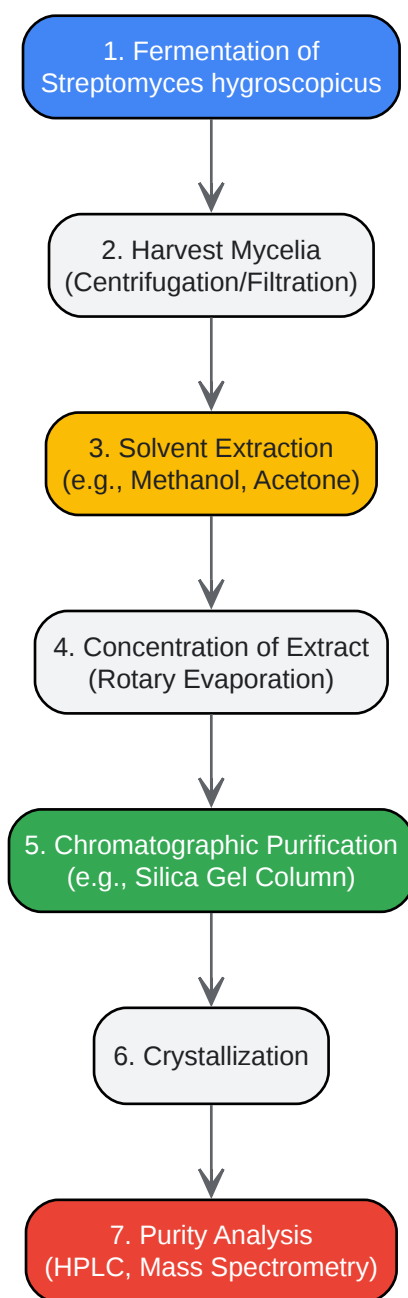 1. Fermentation of
Streptomyces hygroscopicus
2. Harvest Mycelia
(Centrifugation/Filtration)
3. Solvent Extraction
(e.g., Methanol, Acetone)
4. Concentration of Extract
(Rotary Evaporation)
5. Chromatographic Purification
(e.g., Silica Gel Column)
6. Crystallization
7. Purity Analysis
(HPLC, Mass Spectrometry)